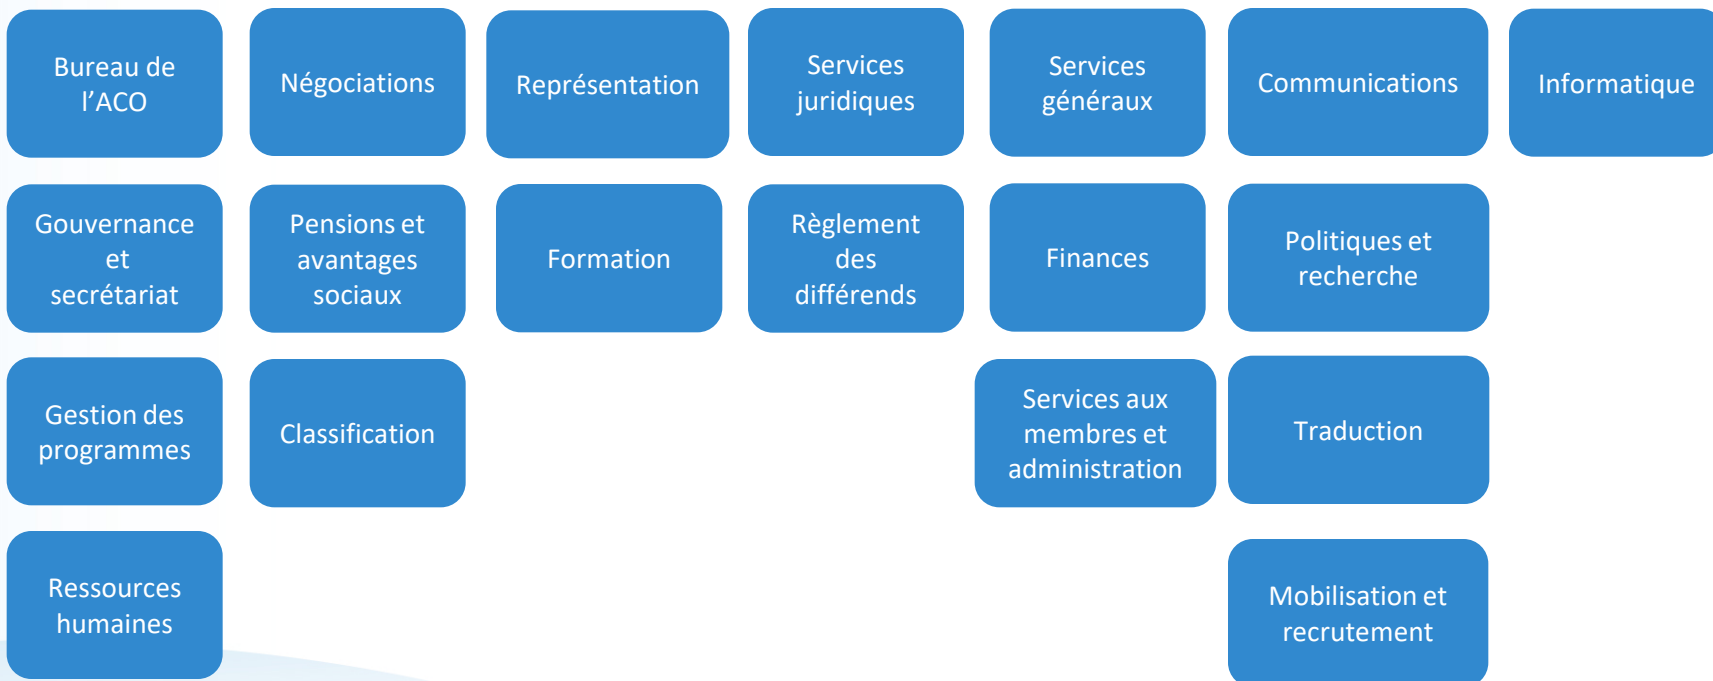 Bureau de
l’ACO
Négociations
Représentation
Services
juridiques
Services
généraux
Communications
Informatique
Gouvernance
et
secrétariat
Pensions et
avantages
sociaux
Formation
Règlement
des
différends
Finances
Politiques et
recherche
Gestion des
programmes
Classification
Services aux
membres et
administration
Traduction
Ressources
humaines
Mobilisation et
recrutement